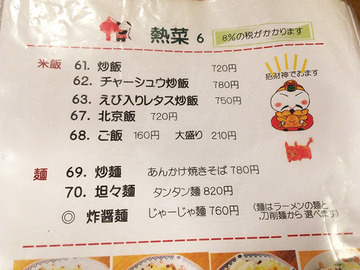 熱菜 6
8%の税がかかります
米飯
61. 炒飯 720円
62. チャーシュウ炒飯 780円
63. えび入りレタス炒飯 750円
67. 北京飯 720円
68. ご飯 160円 大盛り 210円
招財神でおます
麺
69. 炒麺 あんかけ焼きそば 780円
70. 坦々麺 タンタン麺 820円
◎ 炸醤麺 じゃーじゃ麺 760円
(麺はラーメンの麺と、
刀削麺から選べます)